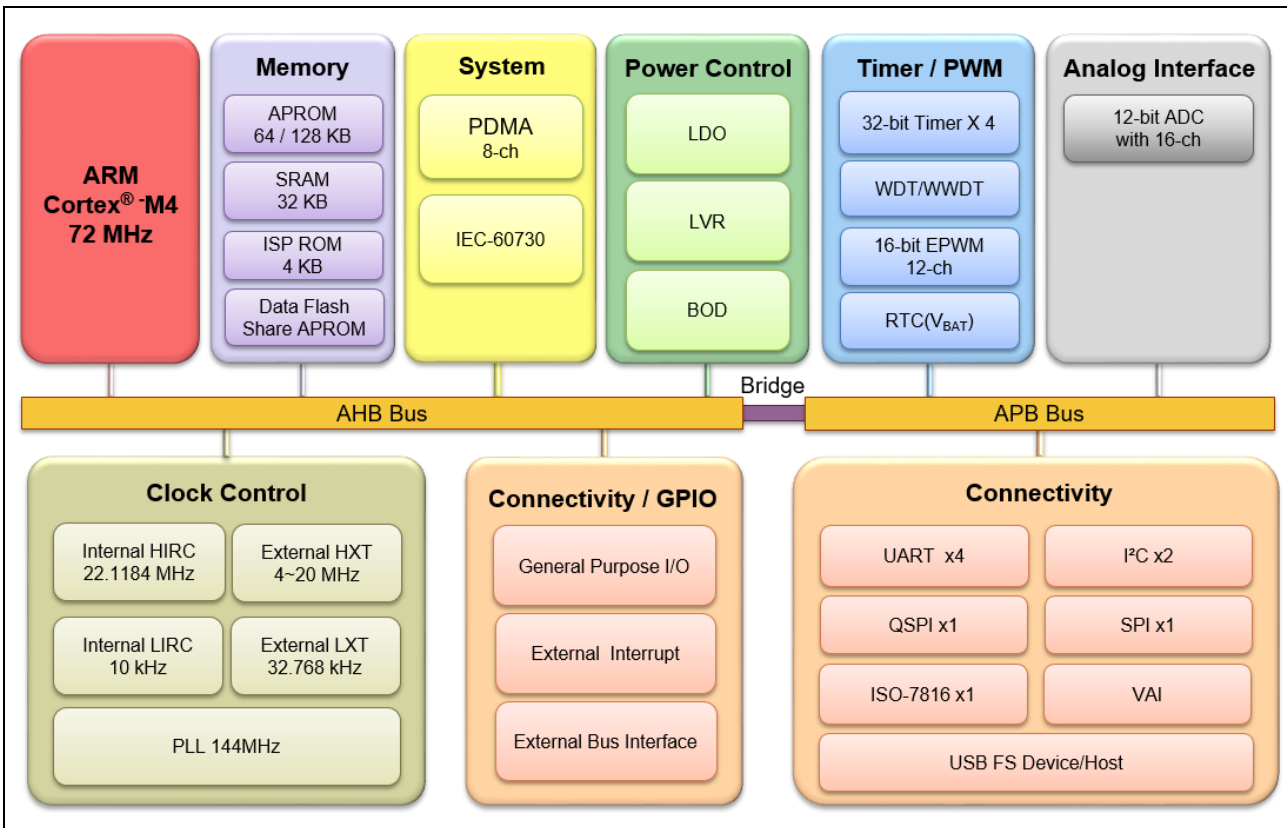 ARM
Cortex® -M4
72 MHz
Memory
APROM
64 / 128 KB
SRAM
32 KB
ISP ROM
4 KB
Data Flash
Share APROM
System
PDMA
8-ch
IEC-60730
Power Control
LDO
LVR
BOD
Timer / PWM
32-bit Timer X 4
WDT/WWDT
16-bit EPWM
12-ch
RTC(VBAT)
Analog Interface
12-bit ADC
with 16-ch
AHB Bus
Bridge
APB Bus
Clock Control
Internal HIRC
22.1184 MHz
External HXT
4~20 MHz
Internal LIRC
10 kHz
External LXT
32.768 kHz
PLL 144MHz
Connectivity / GPIO
General Purpose I/O
External Interrupt
External Bus Interface
Connectivity
UART x4
I²C x2
QSPI x1
SPI x1
ISO-7816 x1
VAI
USB FS Device/Host